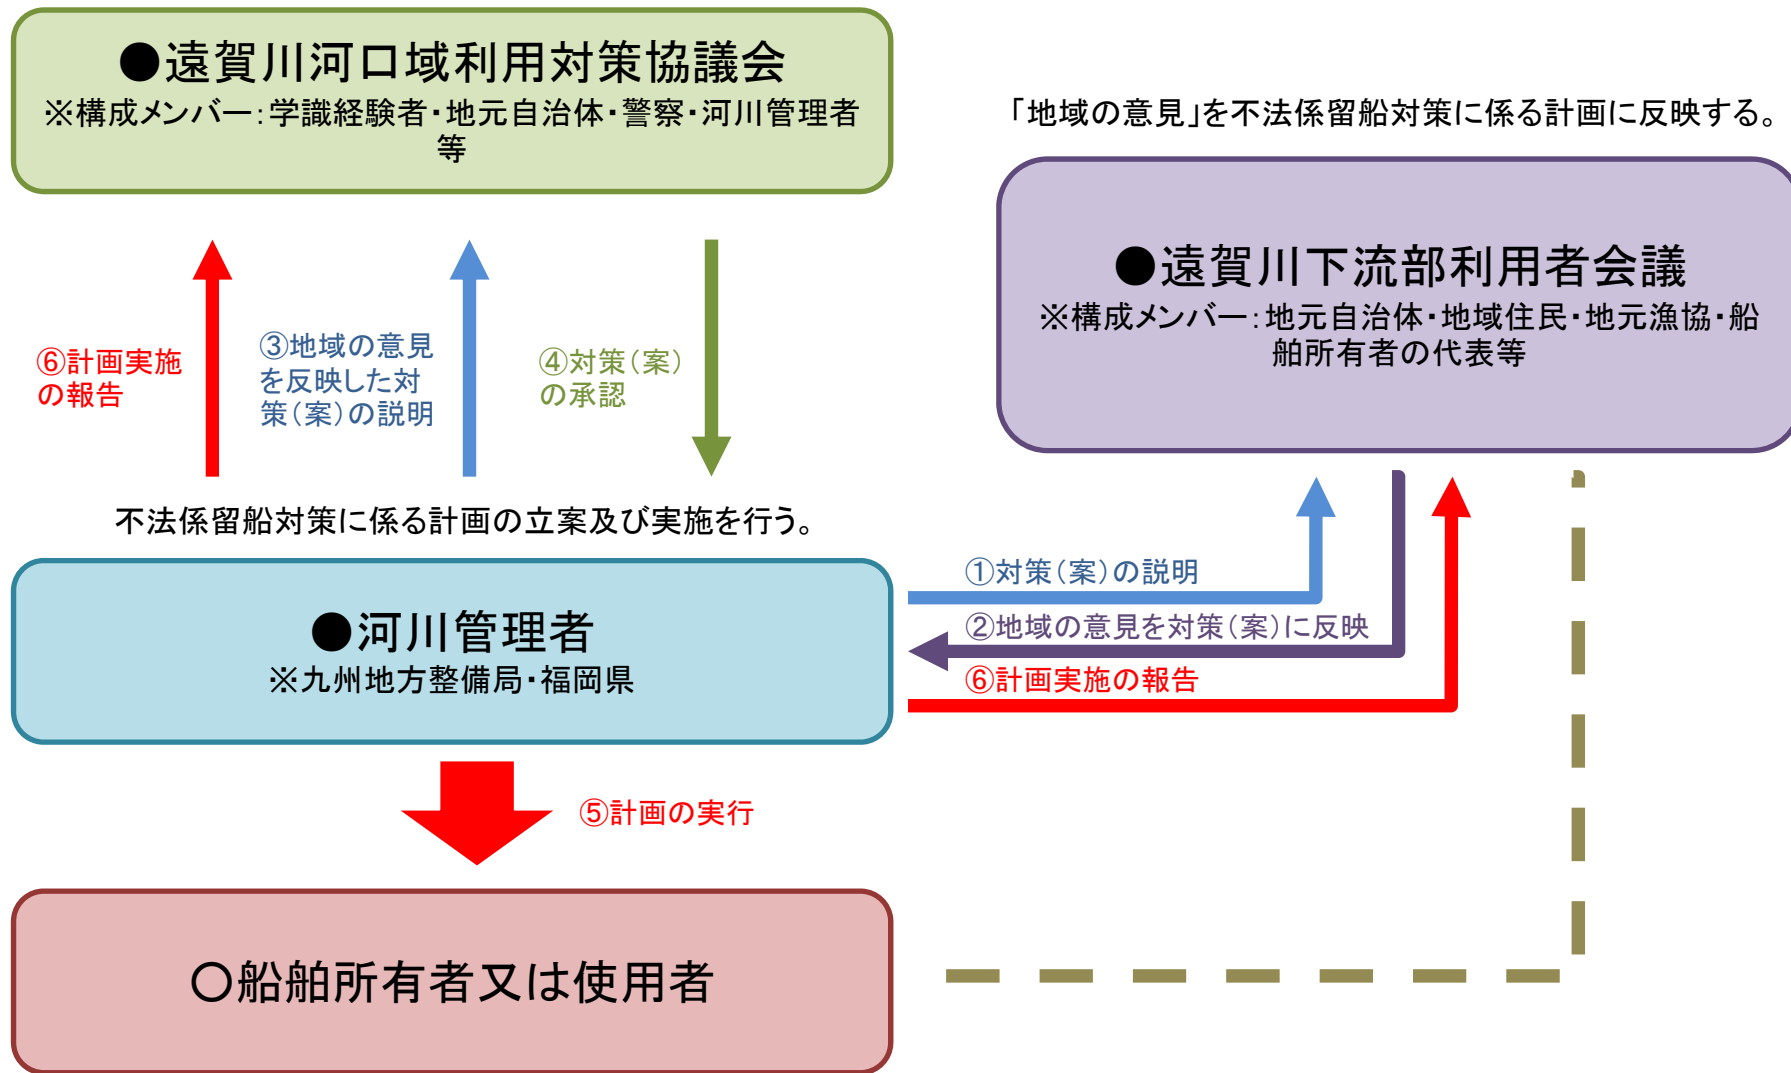 ●遠賀川河口域利用対策協議会
※構成メンバー：学識経験者・地元自治体・警察・河川管理者
等
「地域の意見」を不法係留船対策に係る計画に反映する。
●遠賀川下流部利用者会議
※構成メンバー：地元自治体・地域住民・地元漁協・船
舶所有者の代表等
⑥計画実施
の報告
③地域の意見
を反映した対
策（案）の説明
④対策（案）
の承認
不法係留船対策に係る計画の立案及び実施を行う。
●河川管理者
※九州地方整備局・福岡県
①対策（案）の説明
②地域の意見を対策（案）に反映
⑥計画実施の報告
⑤計画の実行
〇船舶所有者又は使用者